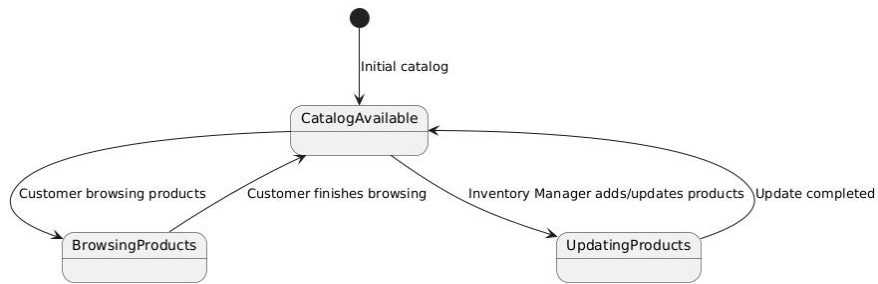 Initial catalog
CatalogAvailable
Customer browsing products
Customer finishes browsing
Inventory Manager adds/updates products
Update completed
BrowsingProducts
UpdatingProducts